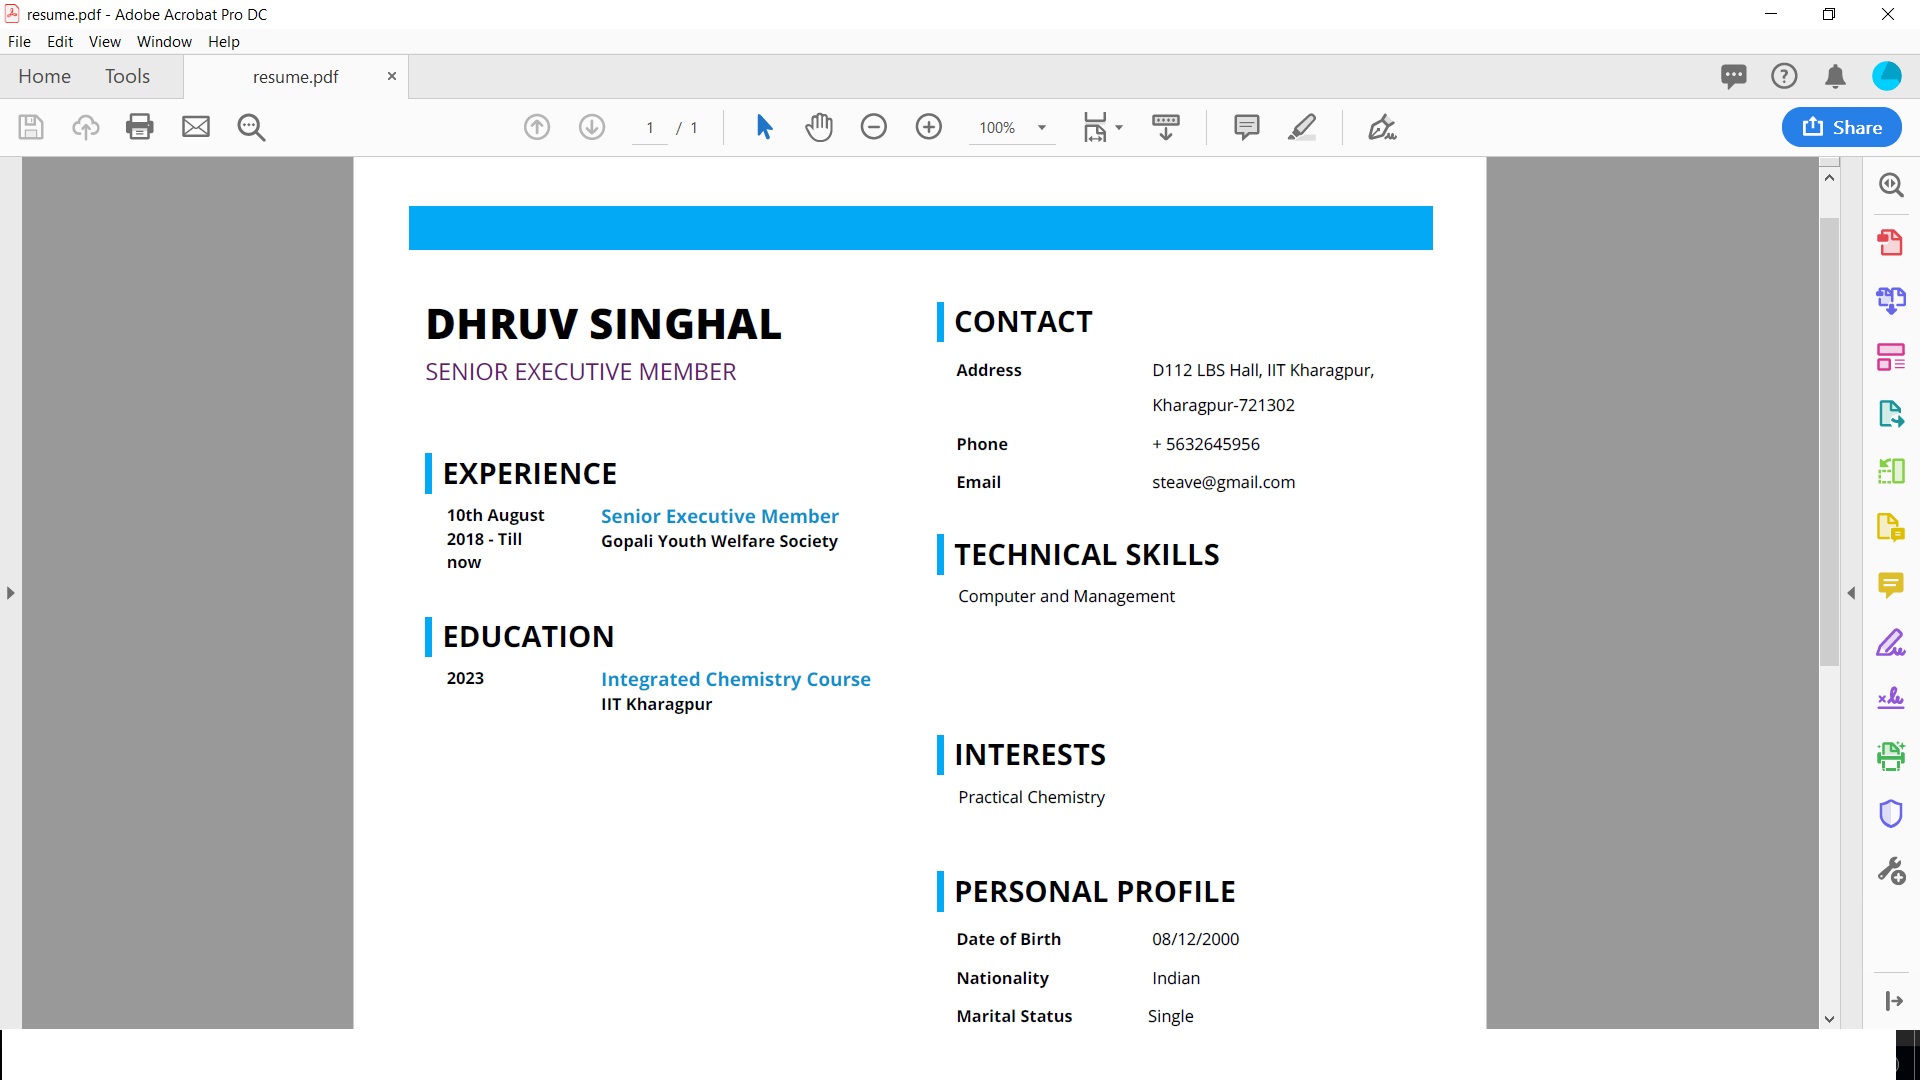 resume.pdf - Adobe Acrobat Pro DC
File Edit View Window Help
Home Tools resume.pdf
1 / 1 100% Share
DHRUV SINGHAL
SENIOR EXECUTIVE MEMBER
EXPERIENCE
10th August 2018 - Till now
Senior Executive Member
Gopali Youth Welfare Society
EDUCATION
2023 Integrated Chemistry Course
IIT Kharagpur
CONTACT
Address D112 LBS Hall, IIT Kharagpur,
Kharagpur-721302
Phone + 5632645956
Email steave@gmail.com
TECHNICAL SKILLS
Computer and Management
INTERESTS
Practical Chemistry
PERSONAL PROFILE
Date of Birth 08/12/2000
Nationality Indian
Marital Status Single